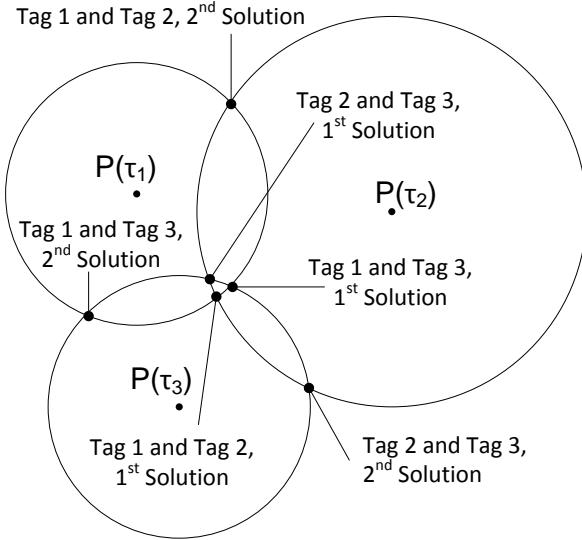 Tag 1 and Tag 2, 2nd Solution
Tag 2 and Tag 3,
1st Solution
P(τ1)
P(τ2)
Tag 1 and Tag 3,
2nd Solution
Tag 1 and Tag 3,
1st Solution
P(τ3)
Tag 1 and Tag 2,
1st Solution
Tag 2 and Tag 3,
2nd Solution